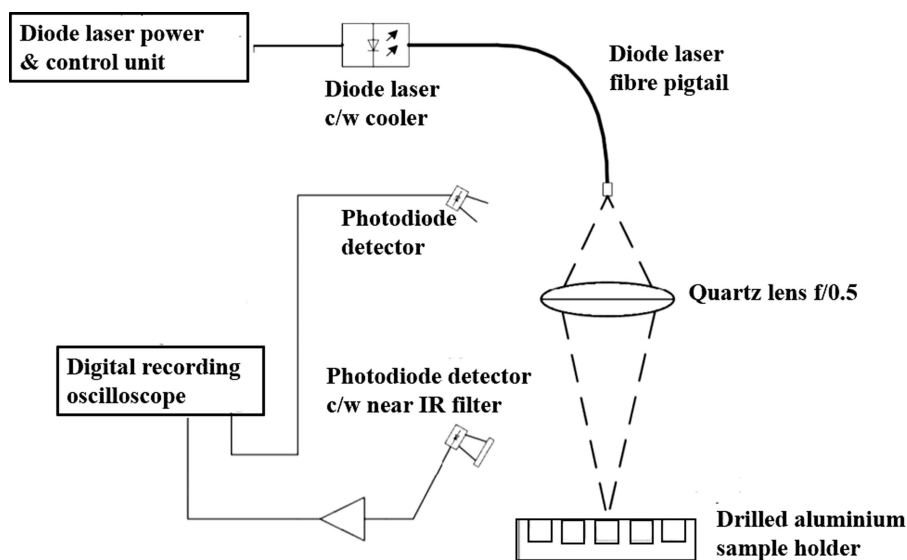 Diode laser power
& control unit
Diode laser
c/w cooler
Diode laser
fibre pigtail
Photodiode
detector
Quartz lens f/0.5
Digital recording
oscilloscope
Photodiode detector
c/w near IR filter
Drilled aluminium
sample holder